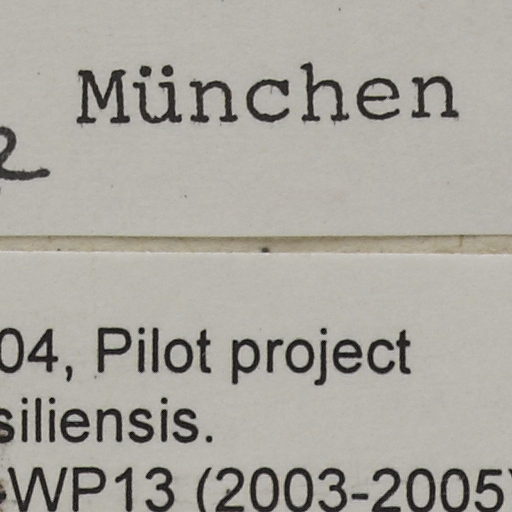 München
04, Pilot project
siliensis.
WP13 (2003-2005)